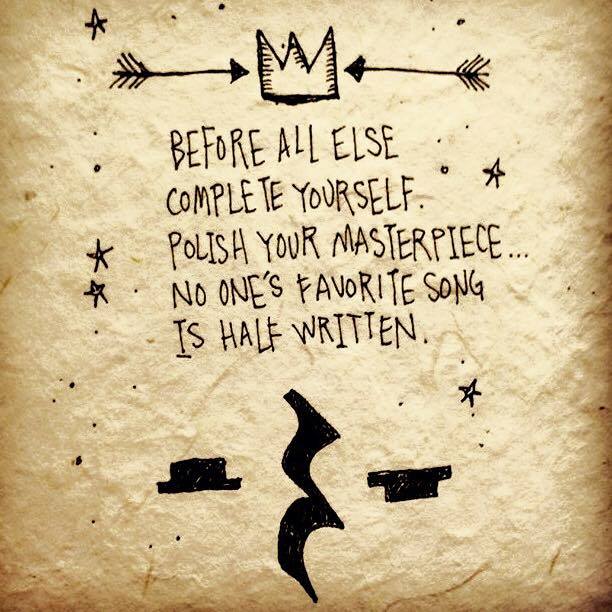 BEFORE ALL ELSE
COMPLETE YOURSELF.
POLISH YOUR MASTERPIECE...
NO ONE'S FAVORITE SONG
IS HALF WRITTEN.